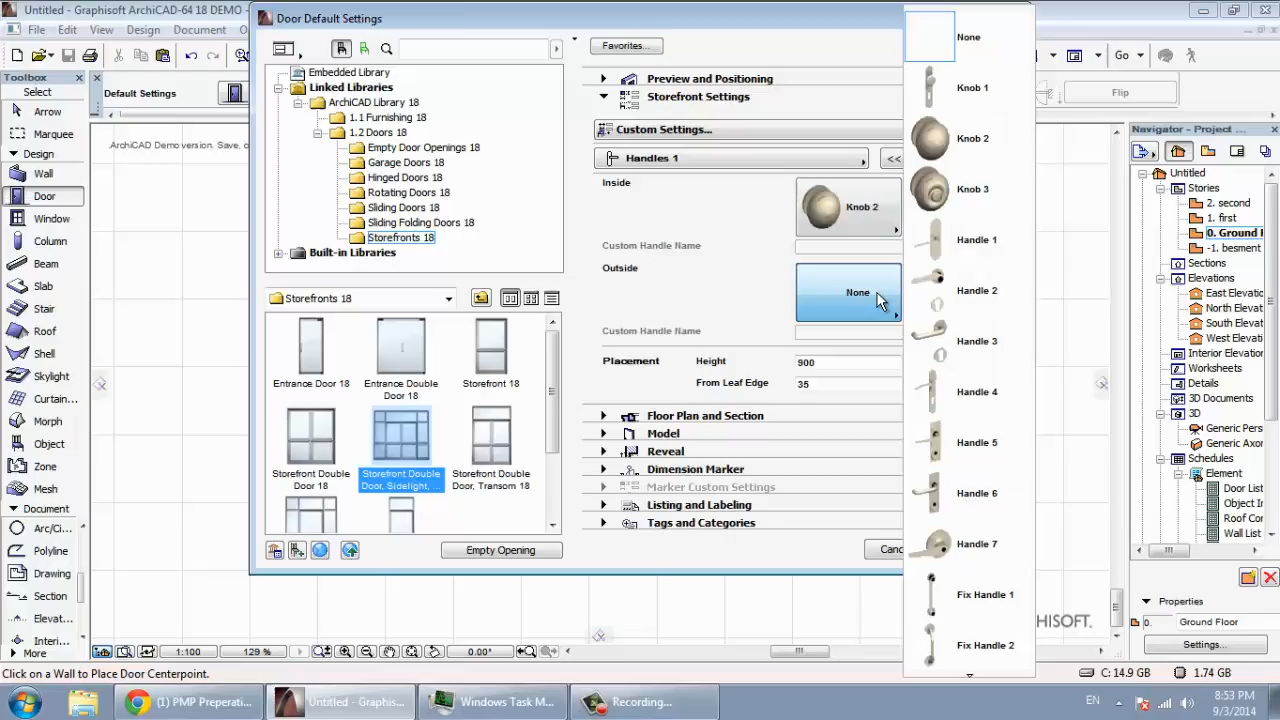 Untitled - Graphisoft ArchiCAD-64 18 DEMO
Door Default Settings
File Edit View Design Document
Favorites...
None
Embedded Library
Linked Libraries
ArchiCAD Library 18
1.1 Furnishing 18
1.2 Doors 18
Empty Door Openings 18
Garage Doors 18
Hinged Doors 18
Rotating Doors 18
Sliding Doors 18
Sliding Folding Doors 18
Storefronts 18
Built-in Libraries
Preview and Positioning
Storefront Settings
Custom Settings...
Handles 1
<<
Inside
Knob 2
Custom Handle Name
Outside
None
Custom Handle Name
Placement Height 900
From Leaf Edge 35
Floor Plan and Section
Model
Reveal
Dimension Marker
Marker Custom Settings
Listing and Labeling
Tags and Categories
Storefronts 18
Entrance Door 18
Entrance Double
Door 18
Storefront 18
Storefront Double
Door 18
Storefront Double
Door, Sidelight, ...
Storefront Double
Door, Transom 18
Empty Opening
Canc
Knob 1
Knob 2
Knob 3
Handle 1
Handle 2
Handle 3
Handle 4
Handle 5
Handle 6
Handle 7
Fix Handle 1
Fix Handle 2
Toolbox
Default Settings
Select
Arrow
Marquee
Design
Wall
Door
Window
Column
Beam
Slab
Stair
Roof
Shell
Skylight
Curtain...
Morph
Object
Zone
Mesh
Document
Arc/Ci...
Polyline
Drawing
Section
Elevat...
Interi...
More
ArchiCAD Demo version. Save, c
Go
Flip
Navigator - Project
Untitled
Stories
2. second
1. first
0. Ground F
-1. besment
Sections
Elevations
East Elevatio
North Elevat
South Elevat
West Elevati
Interior Elevation
Worksheets
Details
3D Documents
3D
Generic Pers
Generic Axon
Schedules
Element
Door List
Object In
Roof Con
Wall List
Properties
0. Ground Floor
Settings...
HISOFT.
1:100
129 %
0.00°
Click on a Wall to Place Door Centerpoint.
C: 14.9 GB
1.74 GB
(1) PMP Preperati...
Untitled - Graphis...
Windows Task M...
Recording...
EN
8:53 PM
9/3/2014